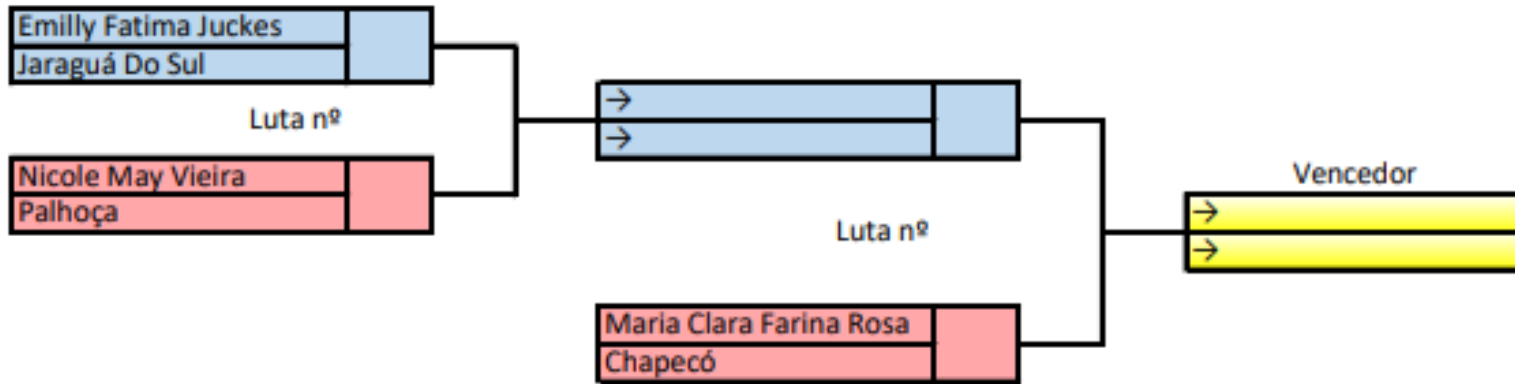 Emilly Fatima Juckes
Jaraguá Do Sul
Luta nº
Nicole May Vieira
Palhoça
→
→
Luta nº
Maria Clara Farina Rosa
Chapecó
Vencedor
→
→